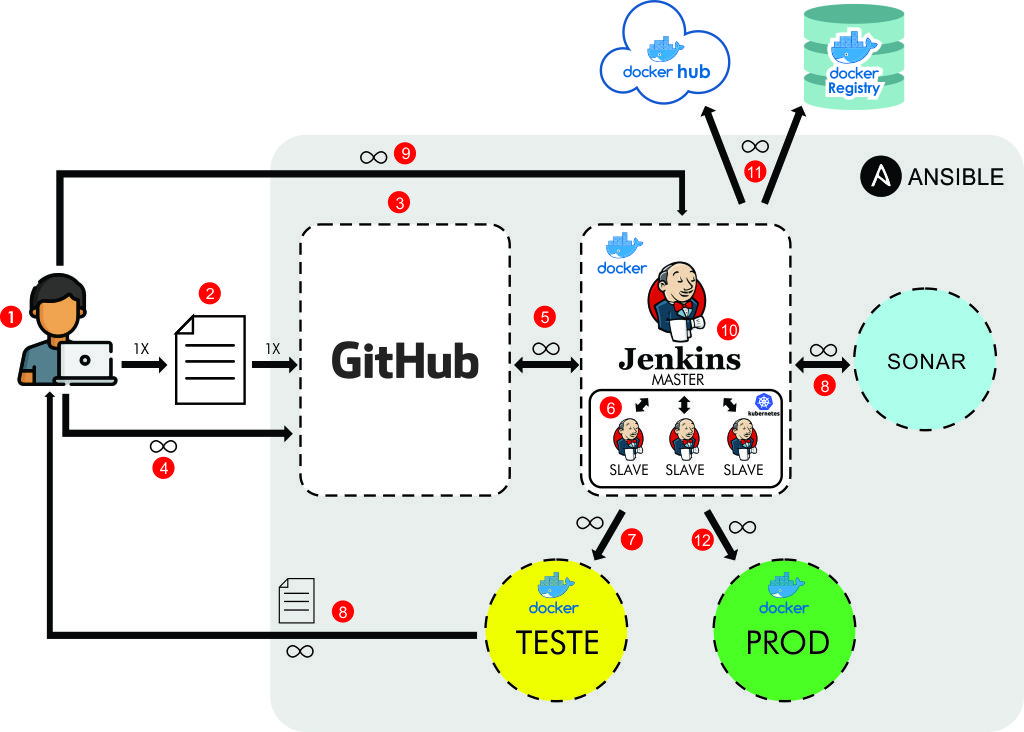 docker hub
docker
Registry
∞ 9
∞
11
ANSIBLE
3
docker
1
2
5
10
∞
1X
1X
GitHub
∞
Jenkins
MASTER
8
SONAR
6
kubernetes
SLAVE SLAVE SLAVE
∞
4
∞
7
12
∞
docker
TESTE
docker
PROD
8
∞